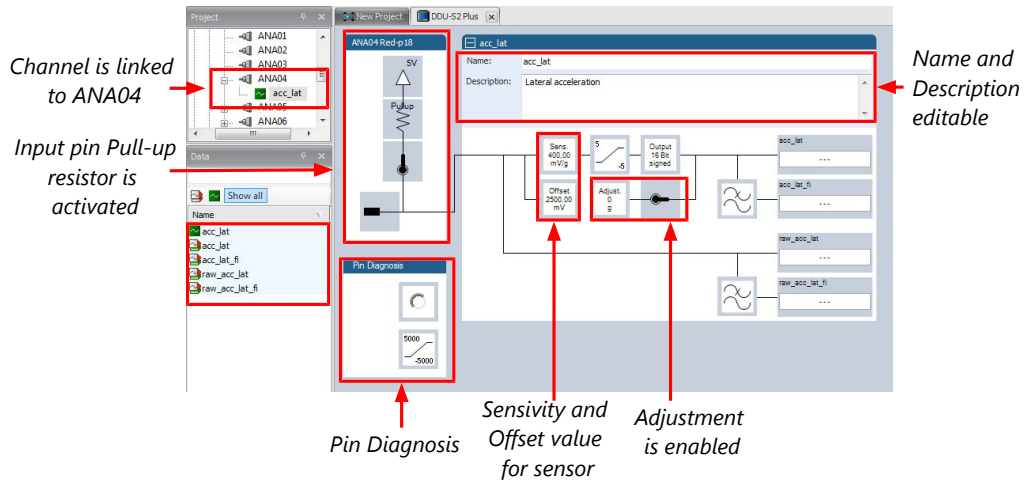 Project
New Project
DDU-S2 Plus
ANA01
ANA02
ANA03
ANA04
acc_lat
ANA05
ANA06
Channel is linked
to ANA04
Input pin Pull-up
resistor is
activated
Data
Show all
Name
acc_lat
acc_lat
acc_lat_fi
raw_acc_lat
raw_acc_lat_fi
ANA04 Red-p18
5V
Pullup
Pin Diagnosis
5000
-5000
acc_lat
Name:
acc_lat
Description:
Lateral acceleration
Name and
Description
editable
Sens.
400,00
mV/g
5
-5
Output
16 Bit
signed
Offset
2500,00
mV
Adjust.
0
g
acc_lat
---
acc_lat_fi
---
raw_acc_lat
---
raw_acc_lat_fi
---
Pin Diagnosis
Sensivity and
Offset value
for sensor
Adjustment
is enabled